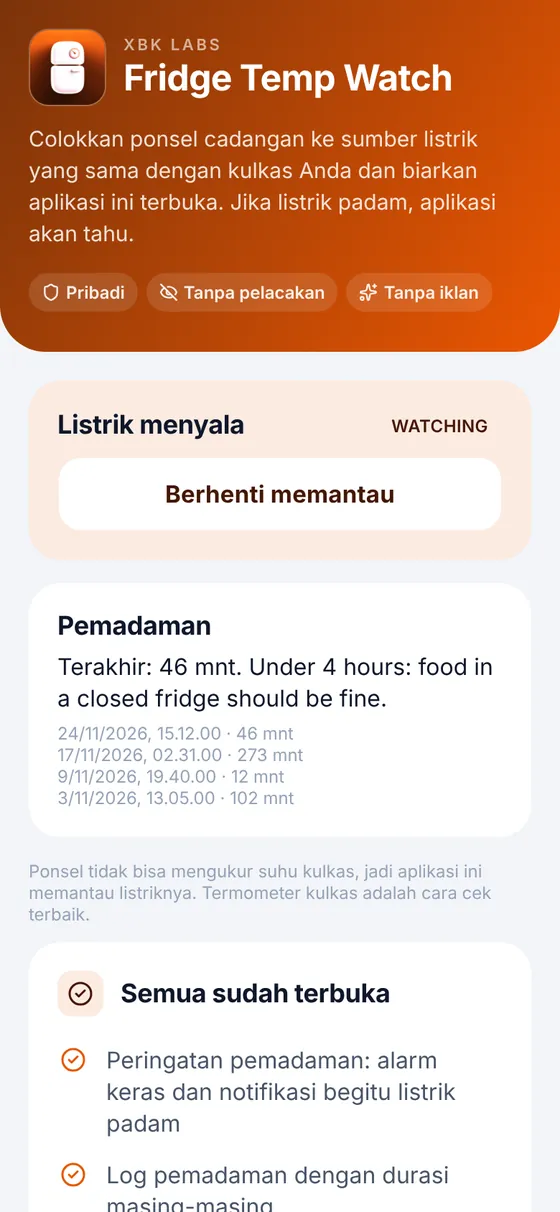 XBK LABS
Fridge Temp Watch
Colokkan ponsel cadangan ke sumber listrik
yang sama dengan kulkas Anda dan biarkan
aplikasi ini terbuka. Jika listrik padam, aplikasi
akan tahu.
Pribadi
Tanpa pelacakan
Tanpa iklan
Listrik menyala
WATCHING
Berhenti memantau
Pemadaman
Terakhir: 46 mnt. Under 4 hours: food in
a closed fridge should be fine.
24/11/2026, 15.12.00 · 46 mnt
17/11/2026, 02.31.00 · 273 mnt
9/11/2026, 19.40.00 · 12 mnt
3/11/2026, 13.05.00 · 102 mnt
Ponsel tidak bisa mengukur suhu kulkas, jadi aplikasi ini
memantau listriknya. Termometer kulkas adalah cara cek
terbaik.
Semua sudah terbuka
Peringatan pemadaman: alarm
keras dan notifikasi begitu listrik
padam
Log pemadaman dengan durasi
masing-masing